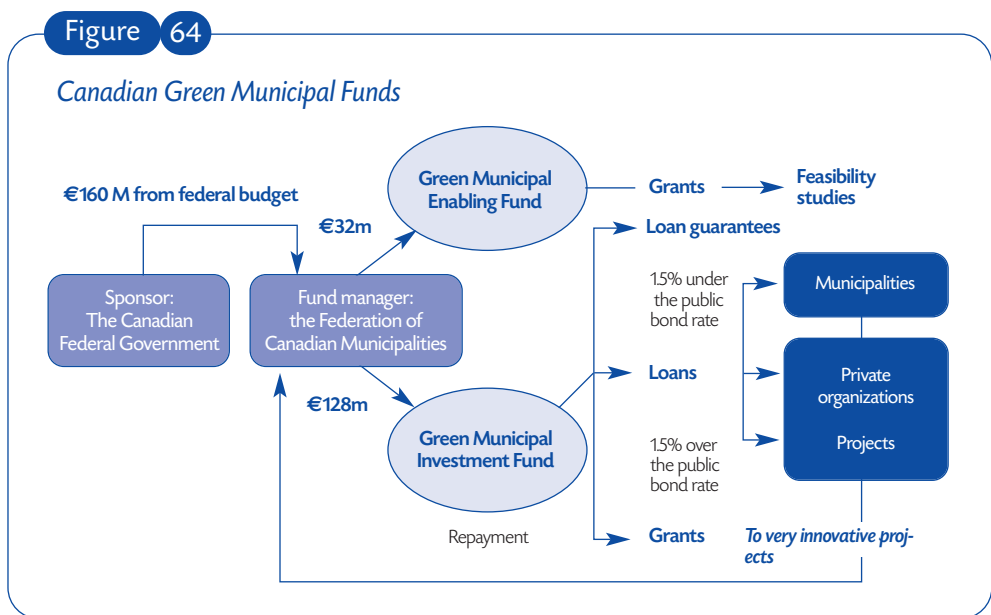 Figure 64
Canadian Green Municipal Funds
€160 M from federal budget
€32m
Green Municipal
Enabling Fund
Grants
Feasibility
studies
Loan guarantees
Sponsor:
The Canadian
Federal Government
Fund manager:
the Federation of
Canadian Municipalities
1.5% under
the public
bond rate
Municipalities
Loans
Private
organizations
Projects
€128m
Green Municipal
Investment Fund
1.5% over
the public
bond rate
Repayment
Grants
To very innovative proj-
ects